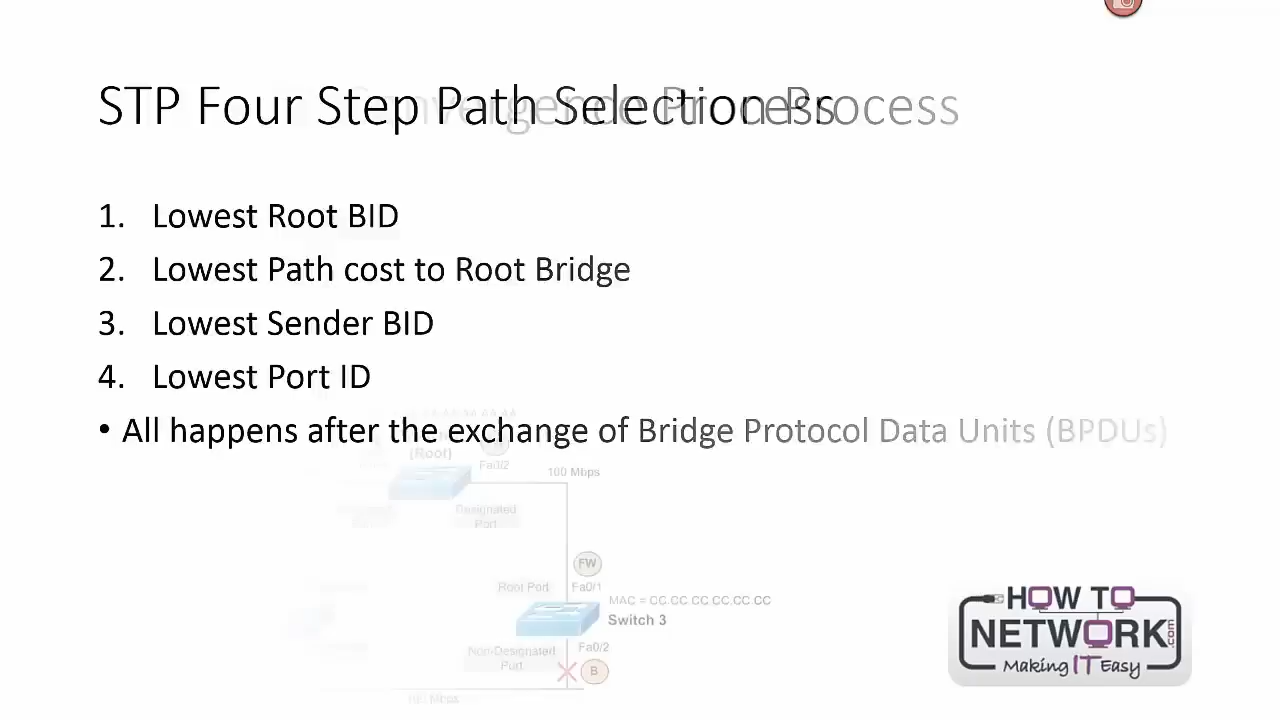 STP Four Step Path Selection Process
1. Lowest Root BID
2. Lowest Path cost to Root Bridge
3. Lowest Sender BID
4. Lowest Port ID
• All happens after the exchange of Bridge Protocol Data Units (BPDUs)
(Root)
Fa0/2
100 Mbps
Designated
Port
FW
Root Port
Fa0/1
MAC = CC.CC.CC.CC.CC.CC
Switch 3
Fa0/2
Non-Designated
Port
B
HOW TO
NETWORK.com
Making IT Easy